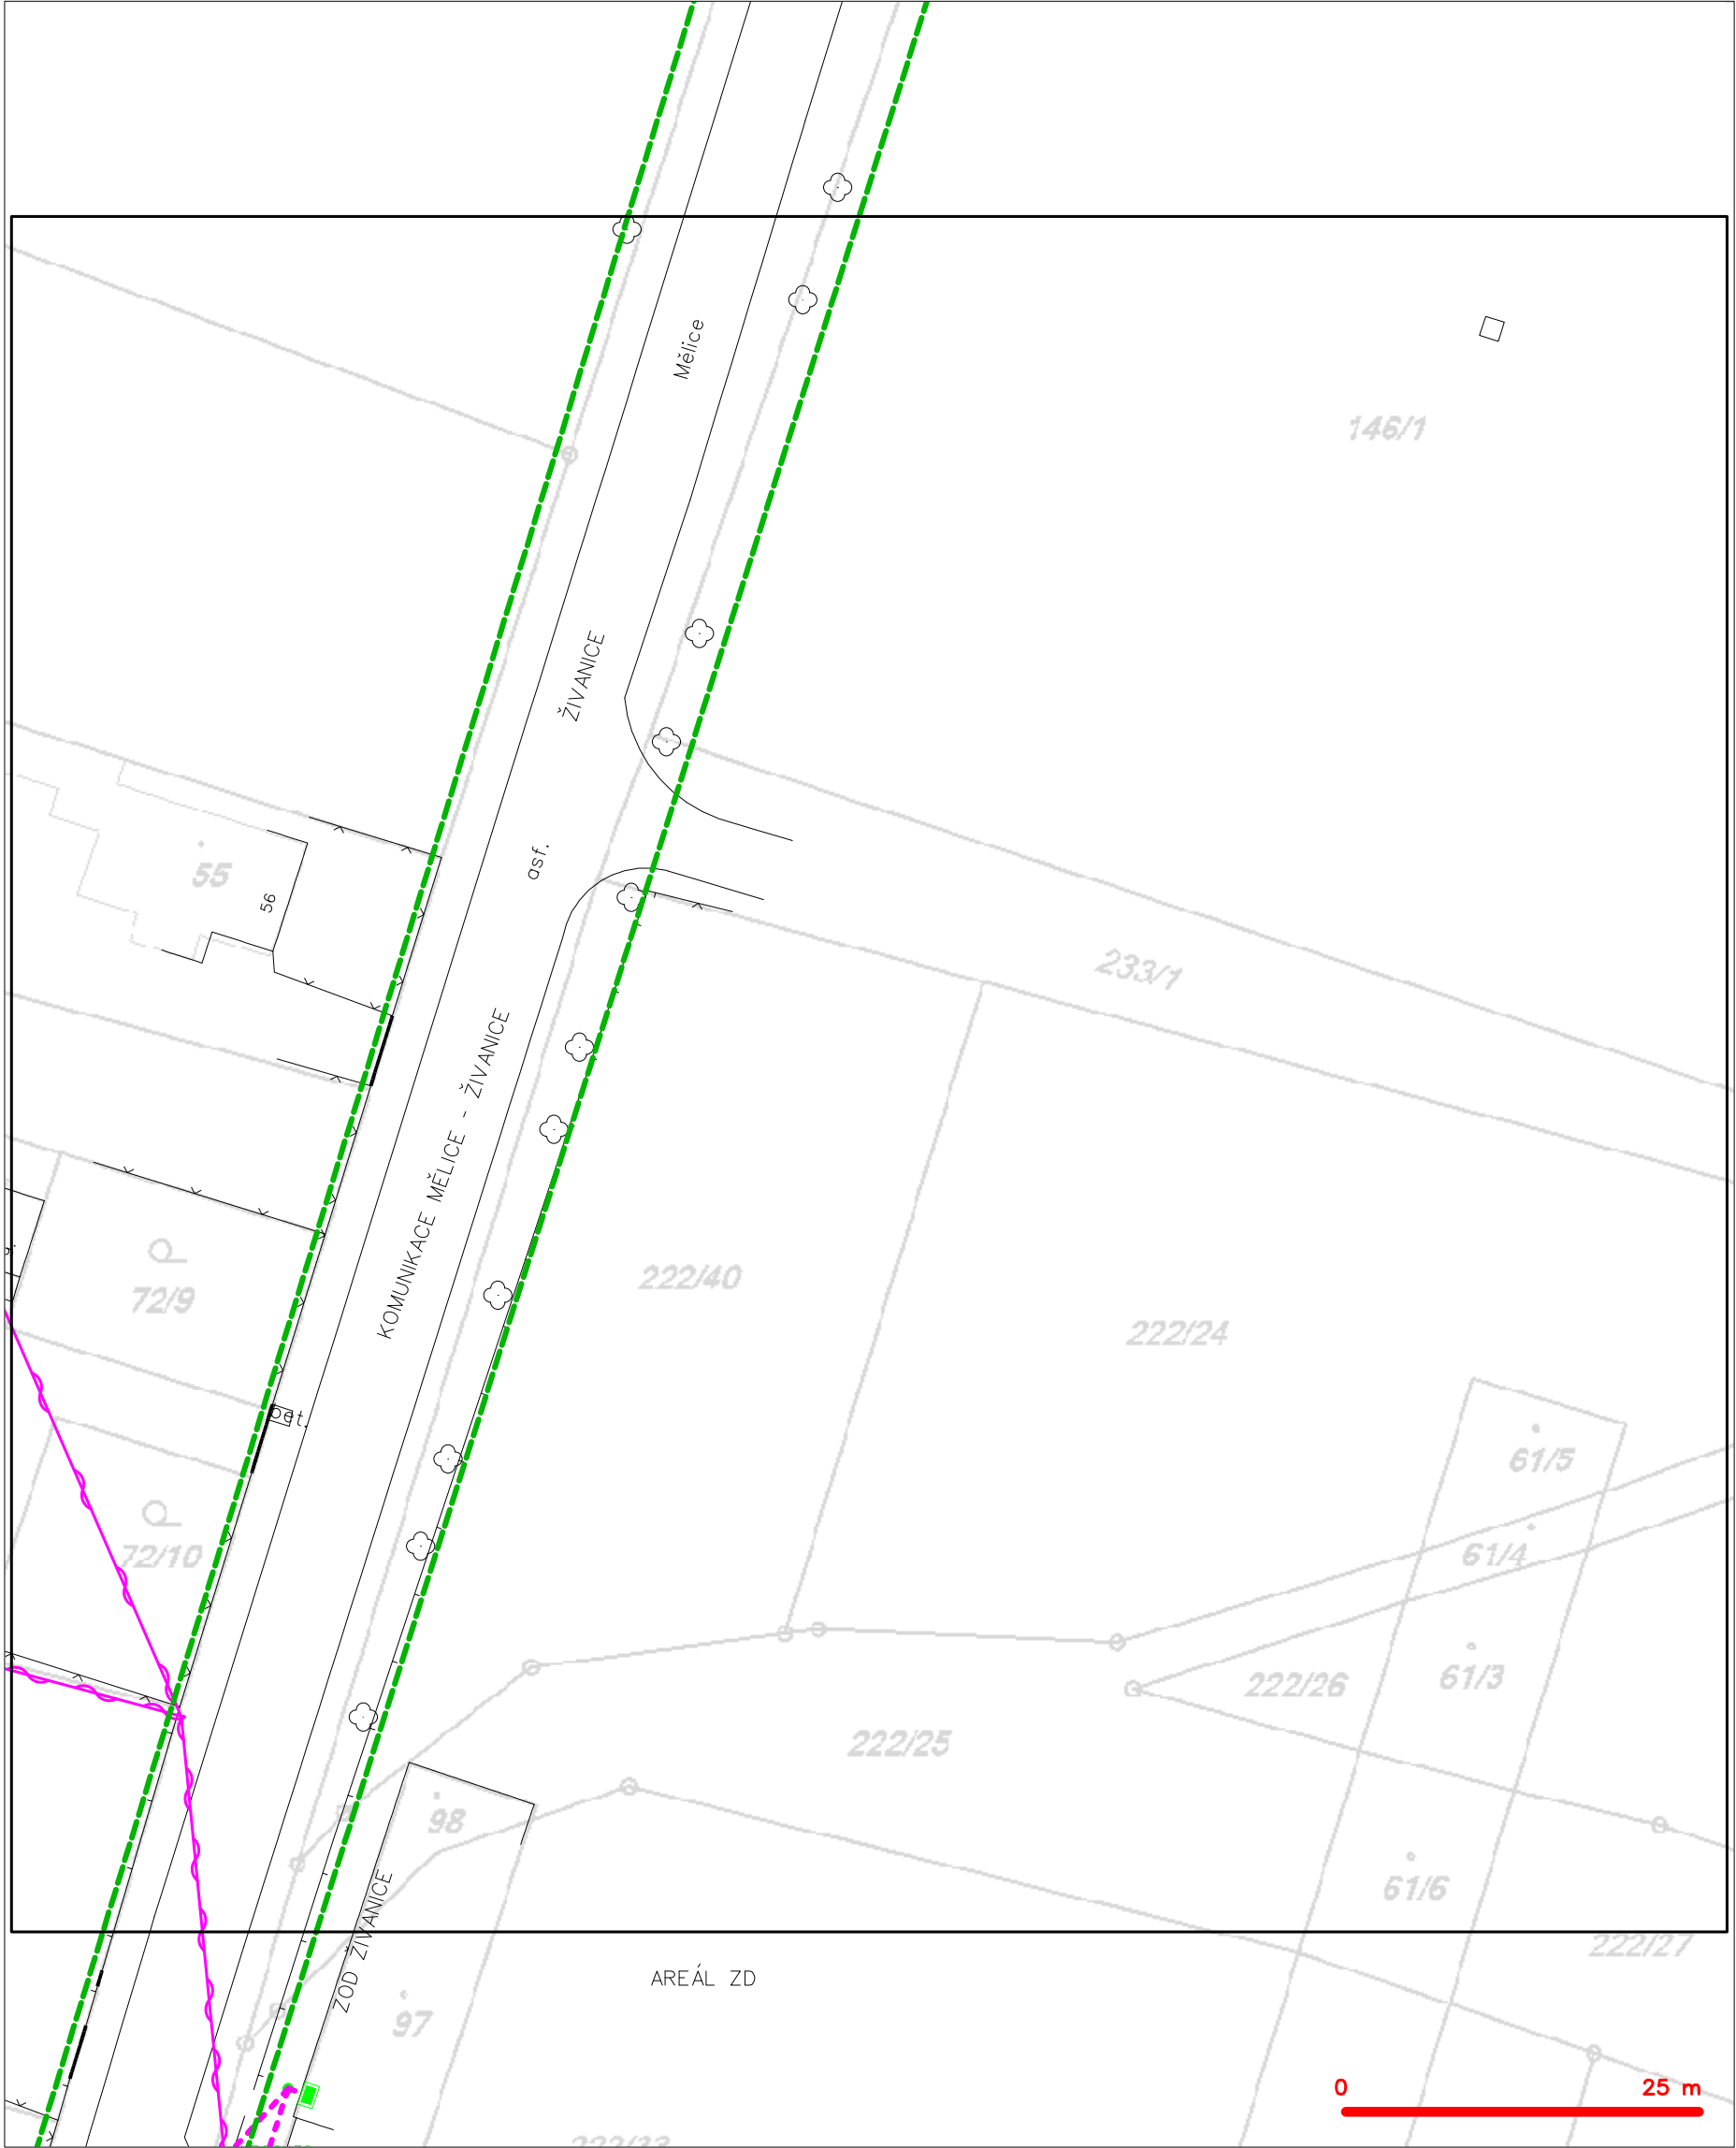 Mělice
146/1
ŽIVANICE
asf.
55
56
233/1
KOMUNIKACE MĚLICE - ŽIVANICE
222/40
72/9
222/24
bet.
61/5
72/10
61/4
61/3
222/26
222/25
98
61/6
ZOD ŽIVANICE
222/27
AREÁL ZD
97
0 25 m